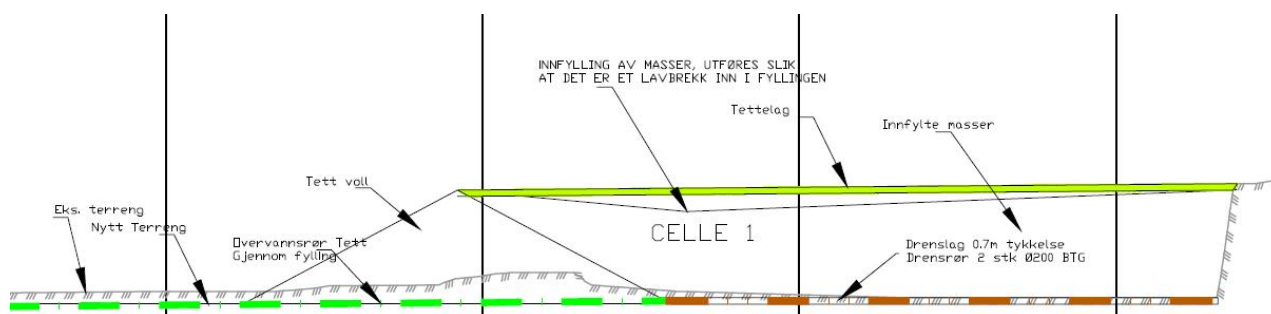 INNFYLLING AV MASSER, UTFØRES SLIK
AT DET ER ET LAVBREKK INN I FYLLINGEN
Tettelag
Innfylte masser
Tett voll
Eks. terreng
Nytt Terreng
Overvannsrør Tett
Gjennom fylling
CELLE 1
Drenslag 0.7m tykkelse
Drensrør 2 stk Ø200 BTG